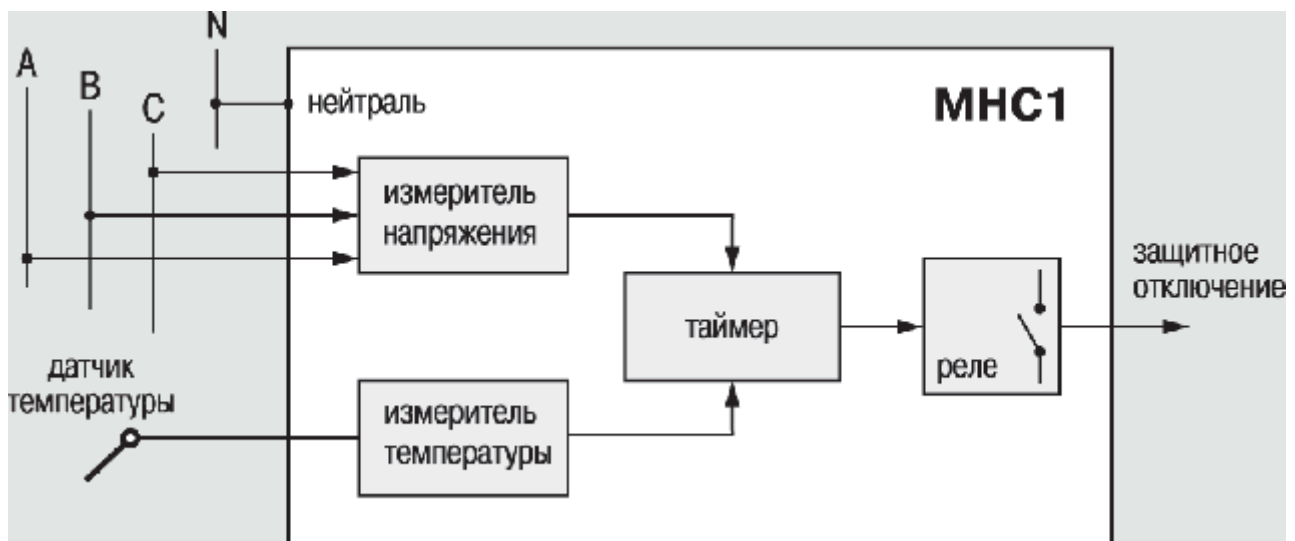 N
A
B
C
нейтраль
МНС1
измеритель
напряжения
защитное
отключение
таймер
реле
датчик
температуры
измеритель
температуры